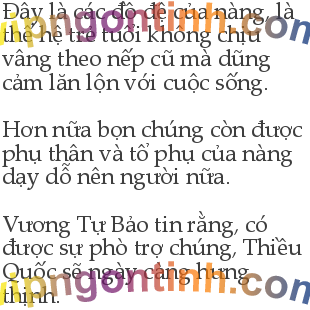 Đây là các đồ đệ của nàng, là
thế hệ trẻ tuổi không chịu
vâng theo nếp cũ mà dũng
cảm lăn lộn với cuộc sống.
Hơn nữa bọn chúng còn được
phụ thân và tổ phụ của nàng
dạy dỗ nên người nữa.
Vương Tự Bảo tin rằng, có
được sự phò trợ chúng, Thiều
Quốc sẽ ngày càng hưng
thịnh.